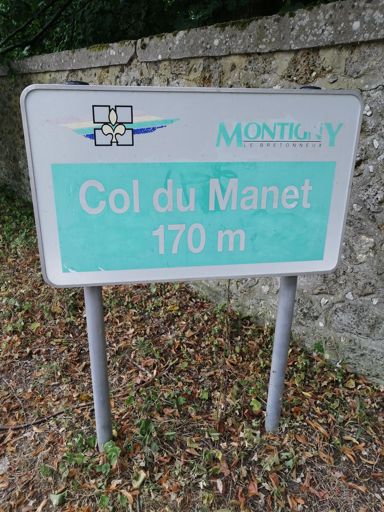 MONTIGNY
LE BRETONNEUX
Col du Manet
170 m